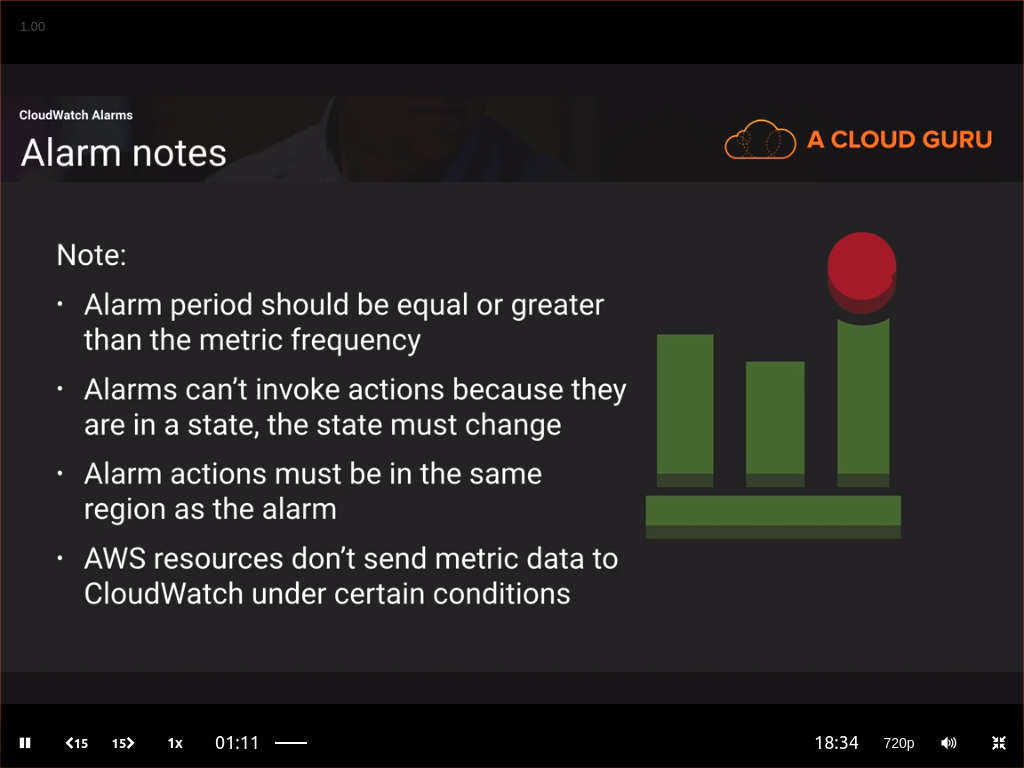 1.00
CloudWatch Alarms
Alarm notes
A CLOUD GURU
Note:
· Alarm period should be equal or greater
than the metric frequency
· Alarms can’t invoke actions because they
are in a state, the state must change
· Alarm actions must be in the same
region as the alarm
· AWS resources don’t send metric data to
CloudWatch under certain conditions
15 15 1x 01:11 18:34 720p